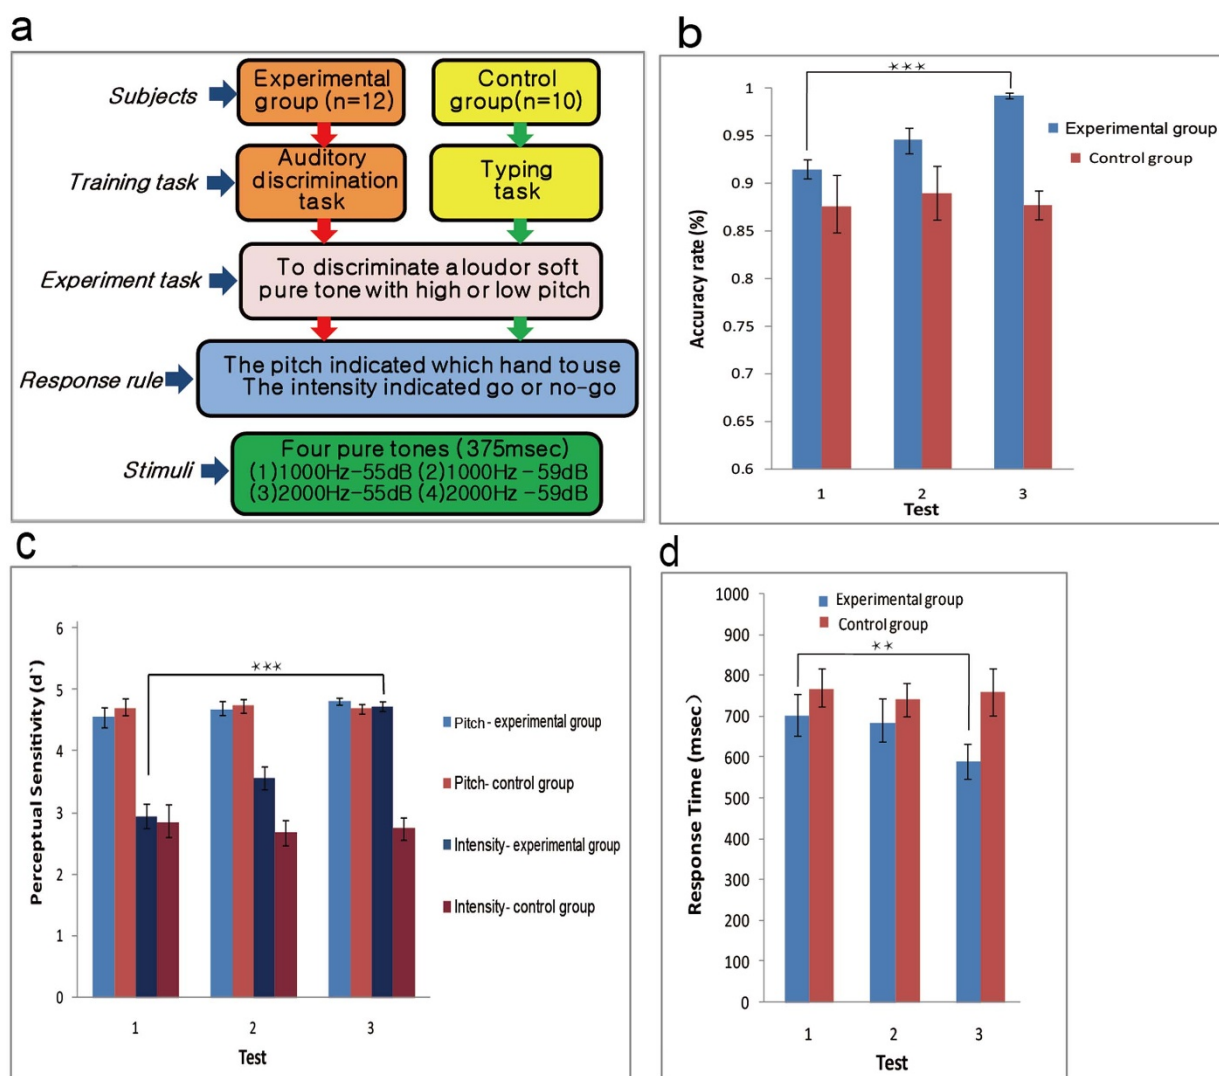 a
Subjects
Experimental
group (n=12)
Control
group(n=10)
Training task
Auditory
discrimination
task
Typing
task
Experiment task
To discriminate a loudor soft
pure tone with high or low pitch
Response rule
The pitch indicated which hand to use
The intensity indicated go or no-go
Stimuli
Four pure tones (375msec)
(1)1000Hz-55dB (2)1000Hz-59dB
(3)2000Hz-55dB (4)2000Hz-59dB
b
***
1
0.95
0.9
0.85
0.8
0.75
0.7
0.65
0.6
Accuracy rate (%)
Experimental group
Control group
1 2 3
Test
c
***
6
5
4
3
2
1
0
Perceptual Sensitivity (d`)
Pitch - experimental group
Pitch- control group
Intensity- experimental group
Intensity- control group
1 2 3
Test
d
Experimental group
Control group
**
1000
900
800
700
600
500
400
300
200
100
0
Response Time (msec)
1 2 3
Test